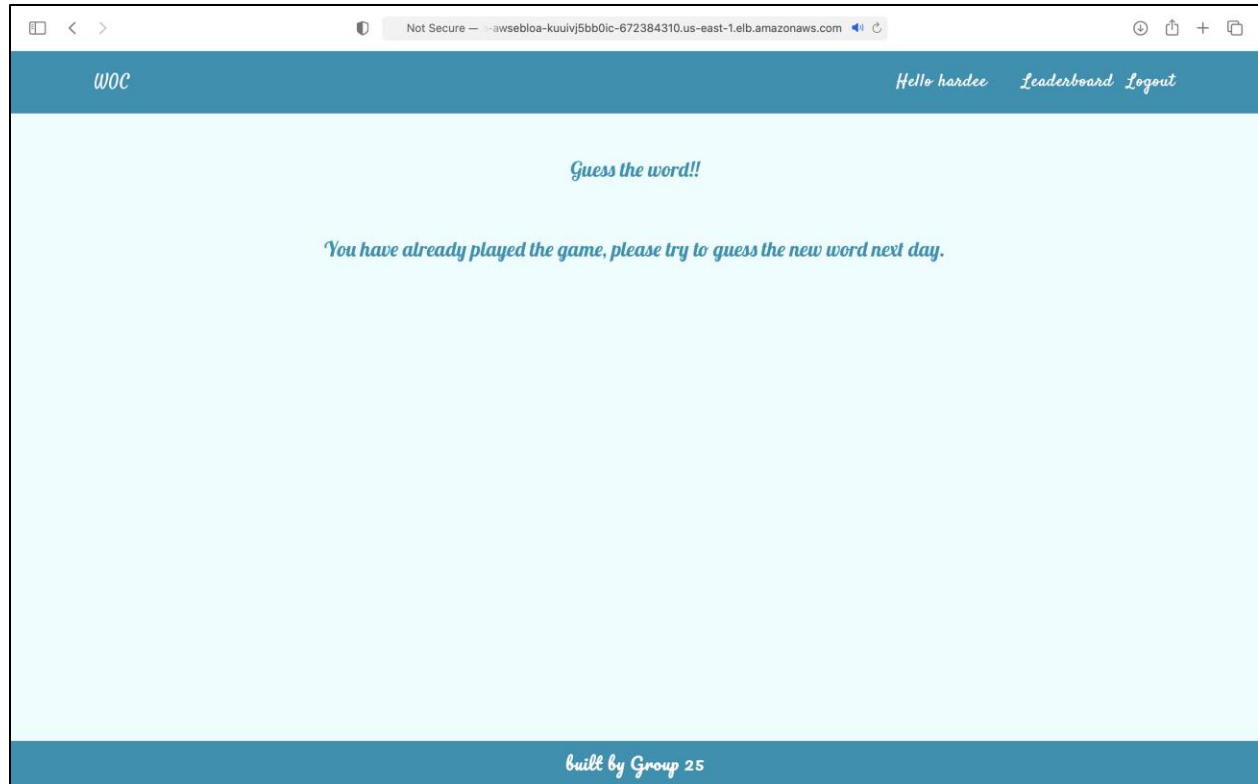 Not Secure — awsebloa-kuuivj5bb0ic-672384310.us-east-1.elb.amazonaws.com
WOC
Hello hardee Leaderboard Logout
Guess the word!!
You have already played the game, please try to guess the new word next day.
built by Group 25